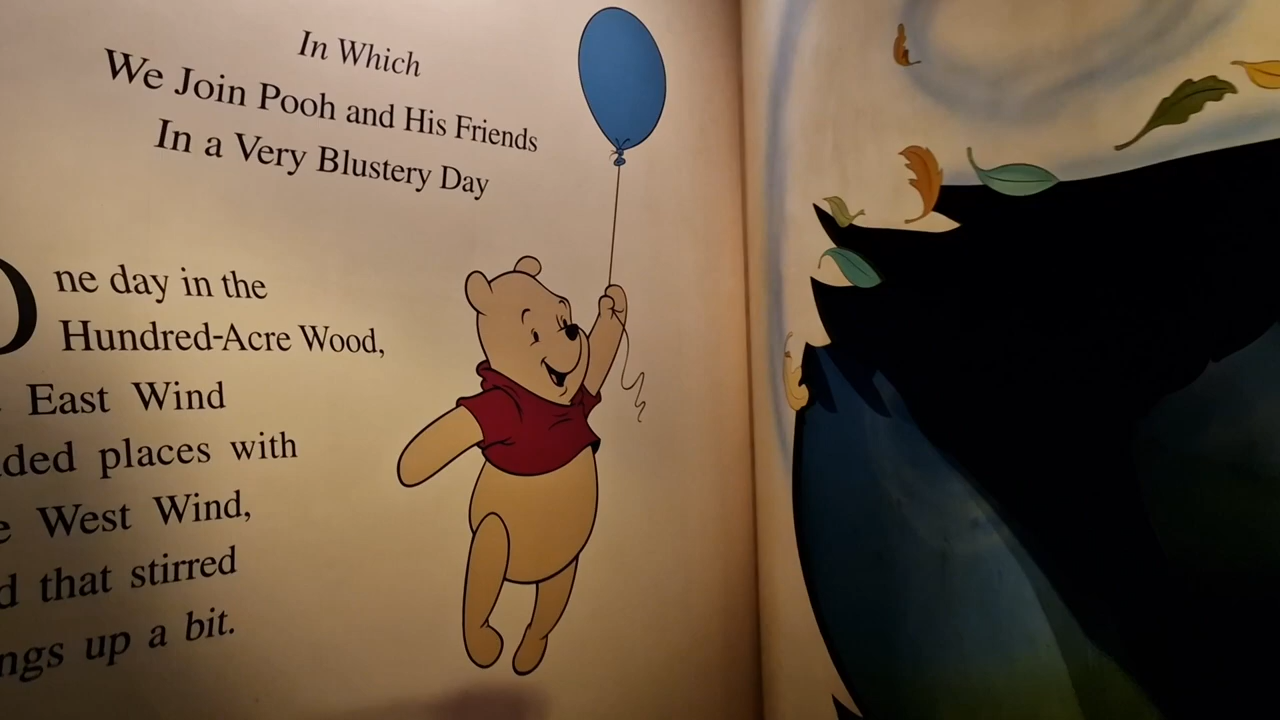 In Which
We Join Pooh and His Friends
In a Very Blustery Day
One day in the
Hundred-Acre Wood,
East Wind
places with
West Wind,
that stirred
up a bit.